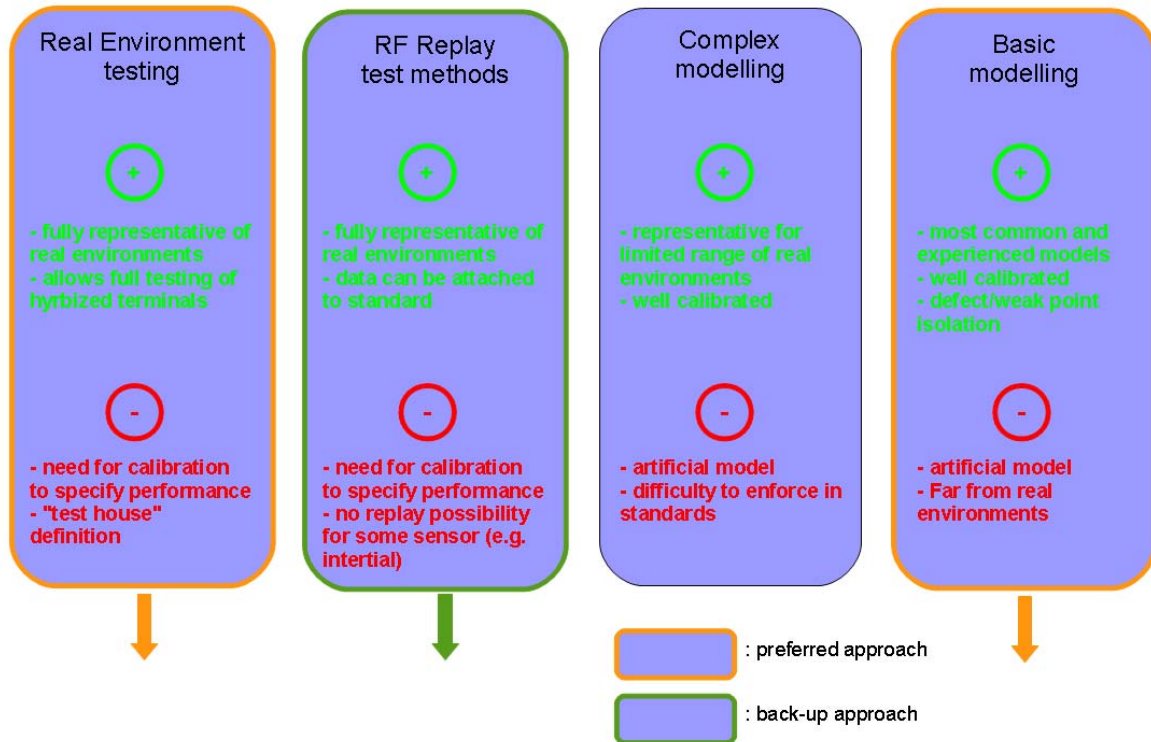 Real Environment
testing
+
- fully representative of
real environments
- allows full testing of
hyrbized terminals
-
- need for calibration
to specify performance
- "test house"
definition
RF Replay
test methods
+
- fully representative of
real environments
- data can be attached
to standard
-
- need for calibration
to specify performance
- no replay possibility
for some sensor (e.g.
intertial)
Complex
modelling
+
- representative for
limited range of real
environments
- well calibrated
-
- artificial model
- difficulty to enforce in
standards
Basic
modelling
+
- most common and
experienced models
- well calibrated
- defect/weak point
isolation
-
- artificial model
- Far from real
environments
: preferred approach
: back-up approach